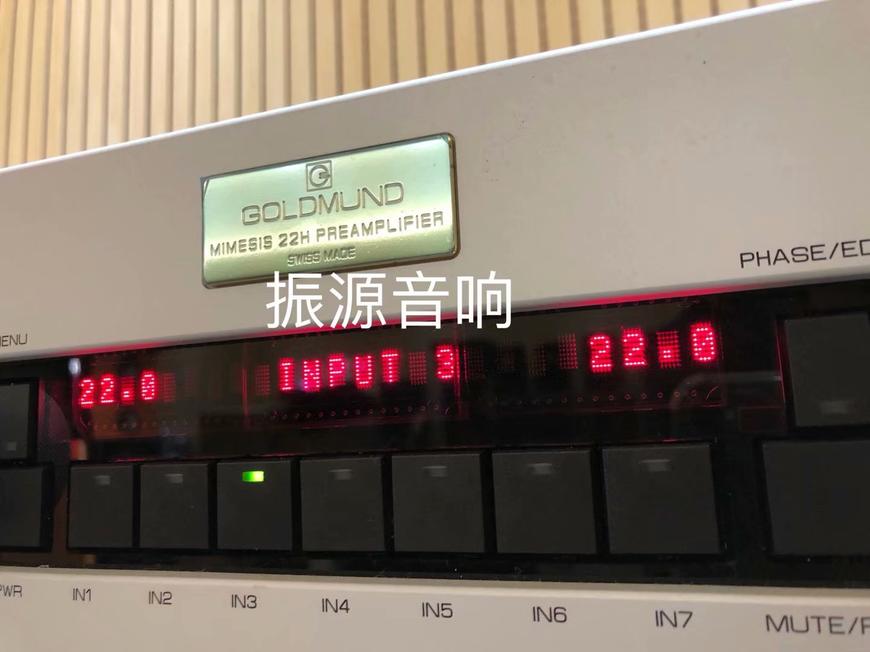 GOLDMUND
MIMESIS 22H PREAMPLIFIER
SWISS MADE
PHASE/ED
振源音响
MENU
22.0 INPUT 3 22.0
PWR IN1 IN2 IN3 IN4 IN5 IN6 IN7 MUTE/